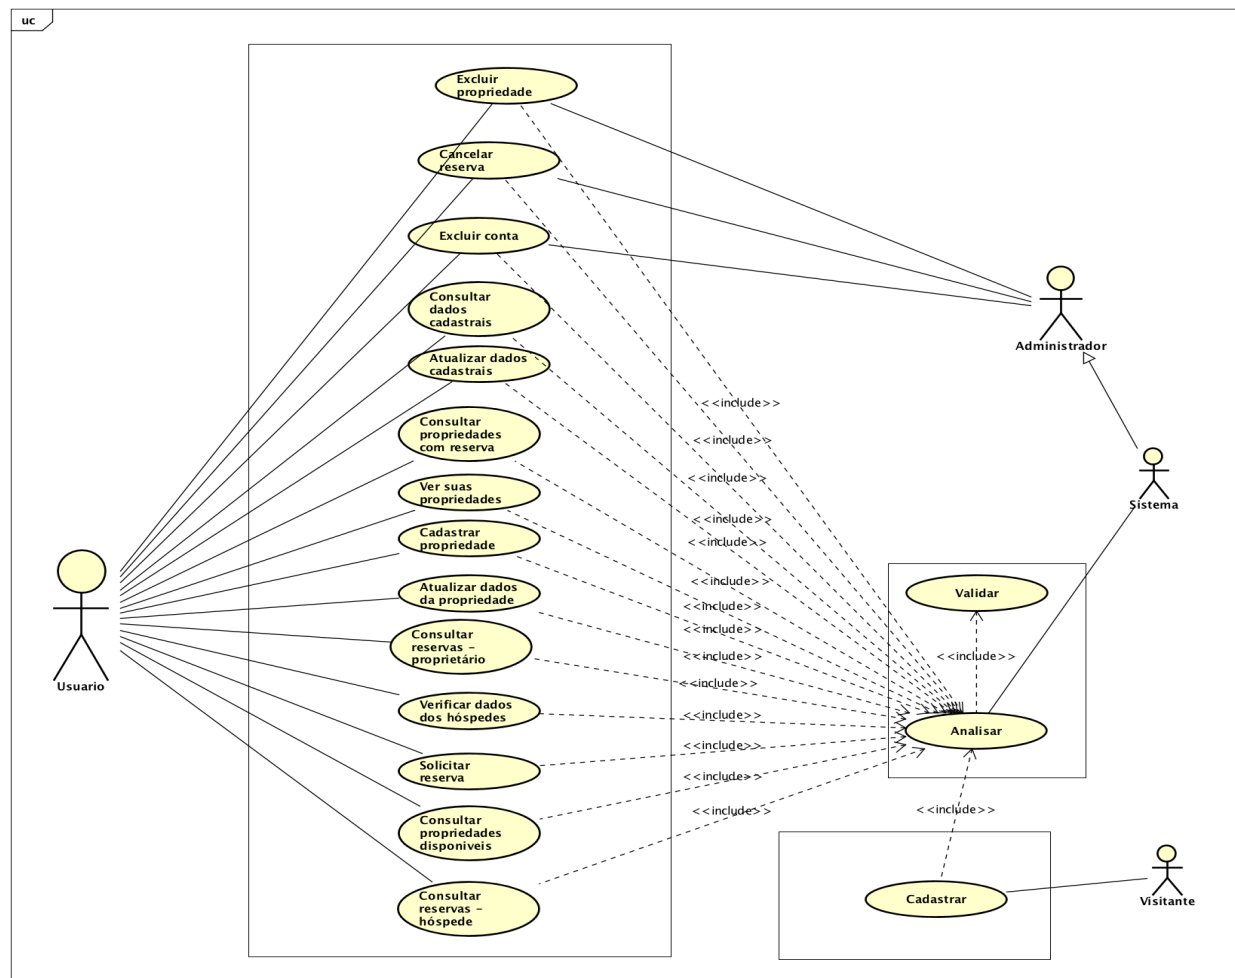 uc
Excluir
propriedade
Cancelar
reserva
Excluir conta
Consultar
dados
cadastrais
Administrador
Atualizar dados
cadastrais
<<include>>
Consultar
propriedades
com reserva
<<include>>
<<include>>
Ver suas
propriedades
Sistema
<<include>>
Cadastrar
propriedade
<<include>>
Atualizar dados
da propriedade
<<include>>
Validar
<<include>>
<<include>>
Consultar
reservas -
proprietário
<<include>>
<<include>>
<<include>>
Usuario
Verificar dados
dos hóspedes
<<include>>
Analisar
<<include>>
Solicitar
reserva
<<include>>
<<include>>
<<include>>
Consultar
propriedades
disponiveis
Consultar
reservas -
hóspede
Cadastrar
Visitante